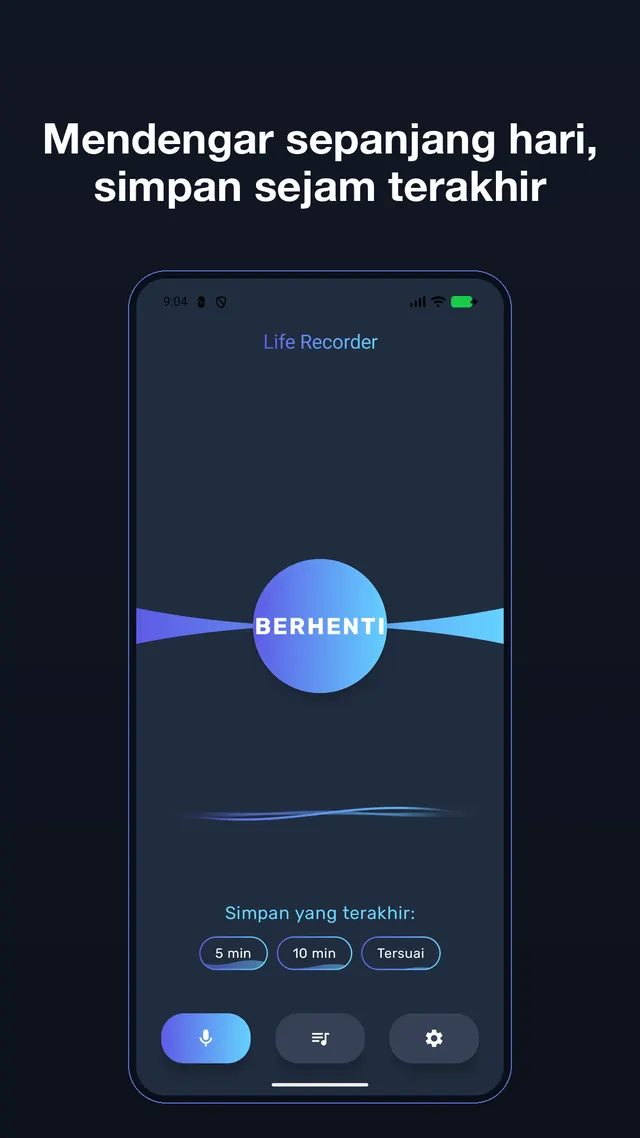 Mendengar sepanjang hari,
simpan sejam terakhir
9:04
Life Recorder
BERHENTI
Simpan yang terakhir:
5 min
10 min
Tersuai